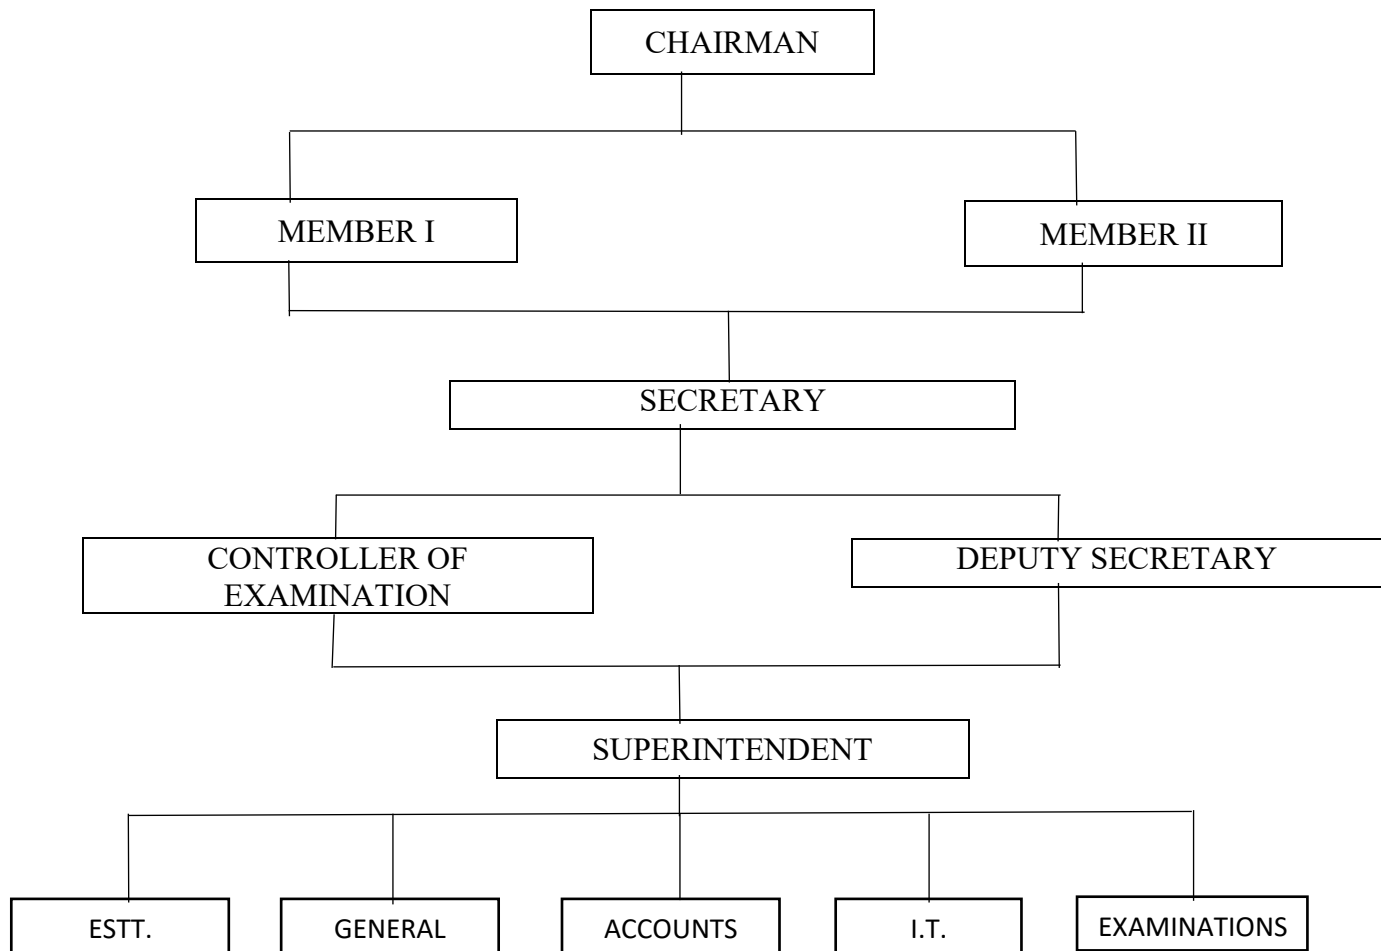 CHAIRMAN
MEMBER I
MEMBER II
SECRETARY
CONTROLLER OF
EXAMINATION
DEPUTY SECRETARY
SUPERINTENDENT
ESTT.
GENERAL
ACCOUNTS
I.T.
EXAMINATIONS